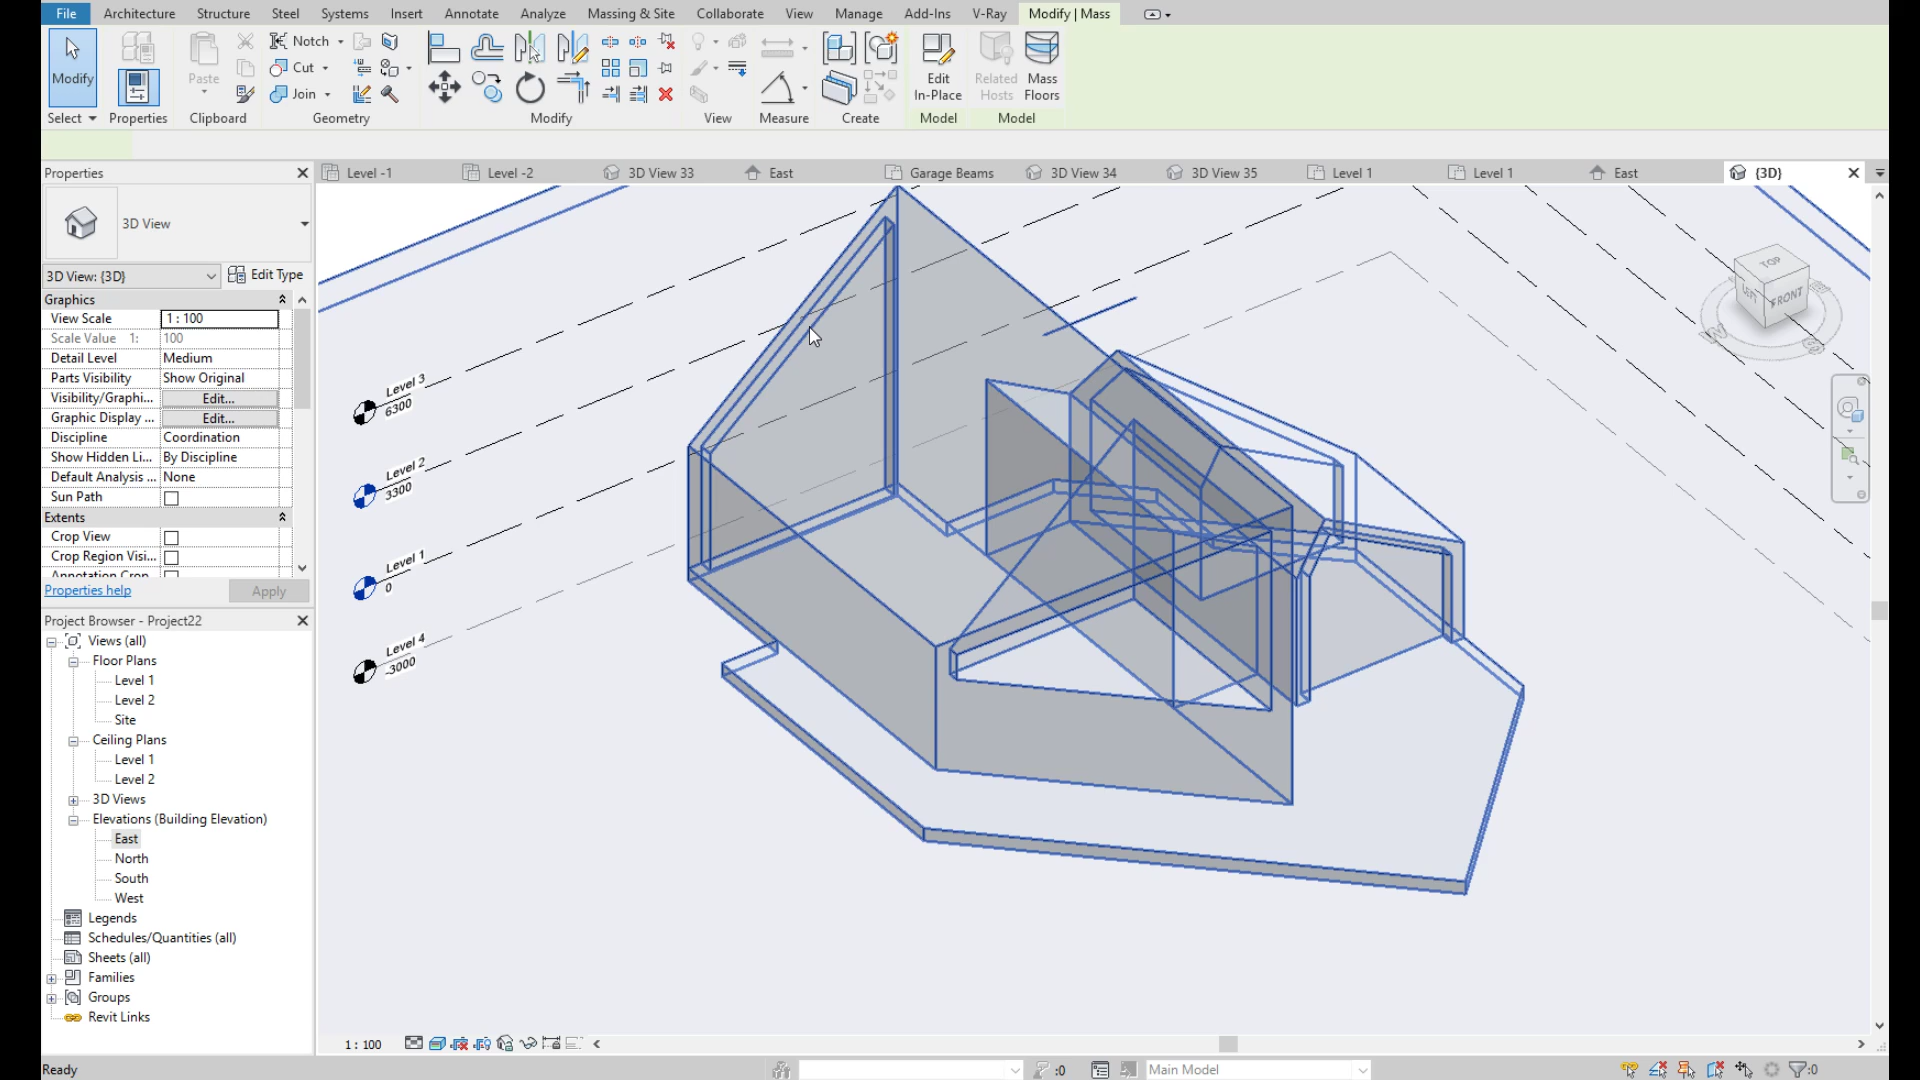 File Architecture Structure Steel Systems Insert Annotate Analyze Massing & Site Collaborate View Manage Add-Ins V-Ray Modify | Mass
Modify
Paste
Notch
Cut
Join
Edit
In-Place
Related
Hosts
Mass
Floors
Select Properties Clipboard Geometry Modify View Measure Create Model Model
Properties
Level -1 Level -2 3D View 33 East Garage Beams 3D View 34 3D View 35 Level 1 Level 1 East {3D}
3D View
3D View: {3D} Edit Type
Graphics
View Scale 1 : 100
Scale Value 1: 100
Detail Level Medium
Parts Visibility Show Original
Visibility/Graphi... Edit...
Graphic Display ... Edit...
Discipline Coordination
Show Hidden Li... By Discipline
Default Analysis ... None
Sun Path
Extents
Crop View
Crop Region Visi...
Annotation Crop
Properties help Apply
Project Browser - Project22
Views (all)
Floor Plans
Level 1
Level 2
Site
Ceiling Plans
Level 1
Level 2
3D Views
Elevations (Building Elevation)
East
North
South
West
Legends
Schedules/Quantities (all)
Sheets (all)
Families
Groups
Revit Links
Level 3
6300
Level 2
3300
Level 1
0
Level 4
-3000
TOP
LEFT
FRONT
W
S
1 : 100
Ready
:0
Main Model
:0